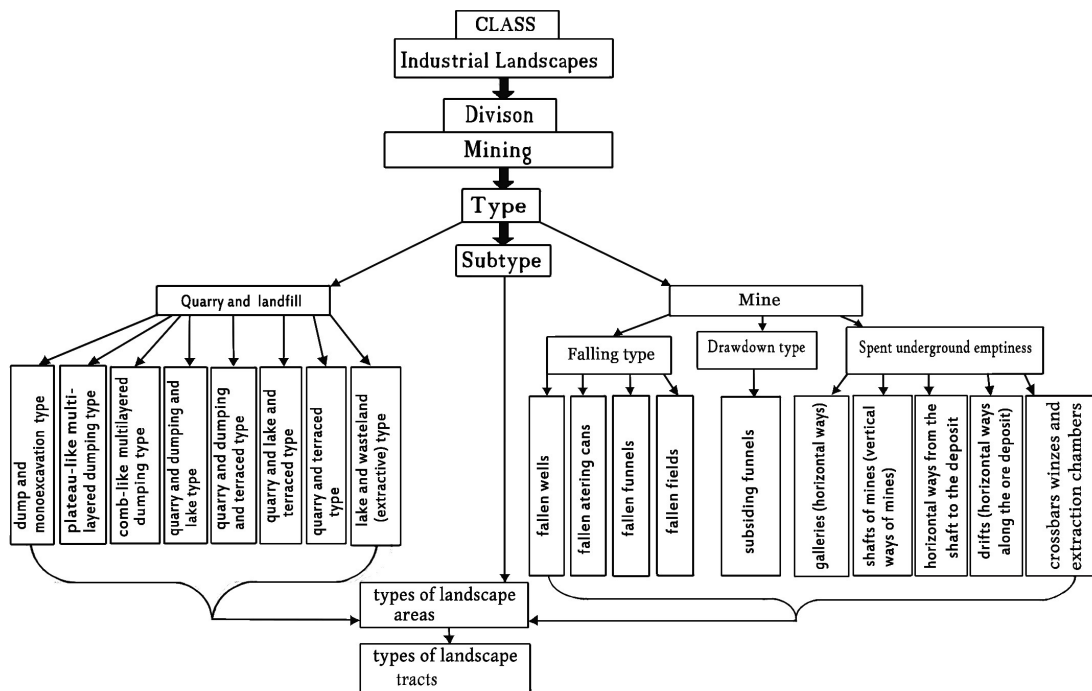 CLASS
Industrial Landscapes
Divison
Mining
Type
Subtype
Quarry and landfill
Mine
Falling type
Drawdown type
Spent underground emptiness
dump and
monoexcavation type
plateau-like multi-
layered dumping type
comb-like multilayered
dumping type
quarry and dumping and
lake type
quarry and dumping
and terraced type
quarry and lake and
terraced type
quarry and terraced
type
lake and wasteland
(extractive) type
fallen wells
fallen atering cans
fallen funnels
fallen fields
subsiding funnels
galleries (horizontal ways)
shafts of mines (vertical
ways of mines)
horizontal ways from the
shaft to the deposit
drifts (horizontal ways
along the ore deposit)
crossbars winzes and
extraction chambers
types of landscape
areas
types of landscape
tracts